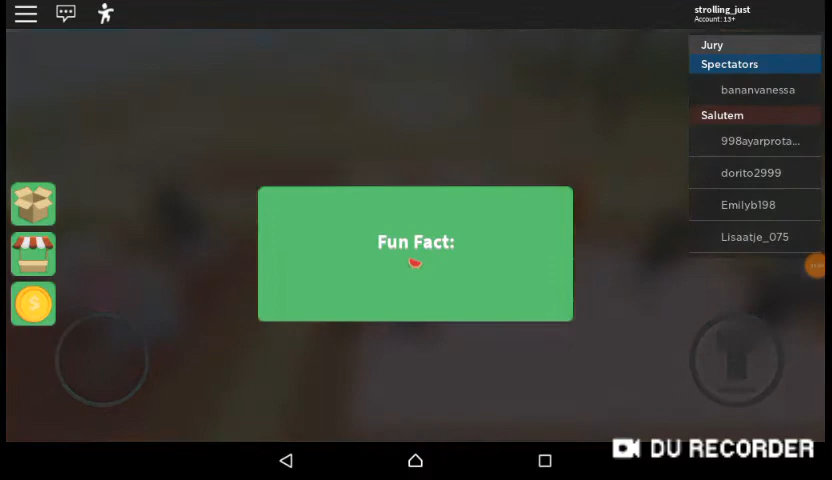 strolling_just
Account: 13+
Jury
Spectators
bananvanessa
Salutem
998ayarprota...
dorito2999
Emilyb198
Lisaatje_075
Fun Fact:
DU RECORDER